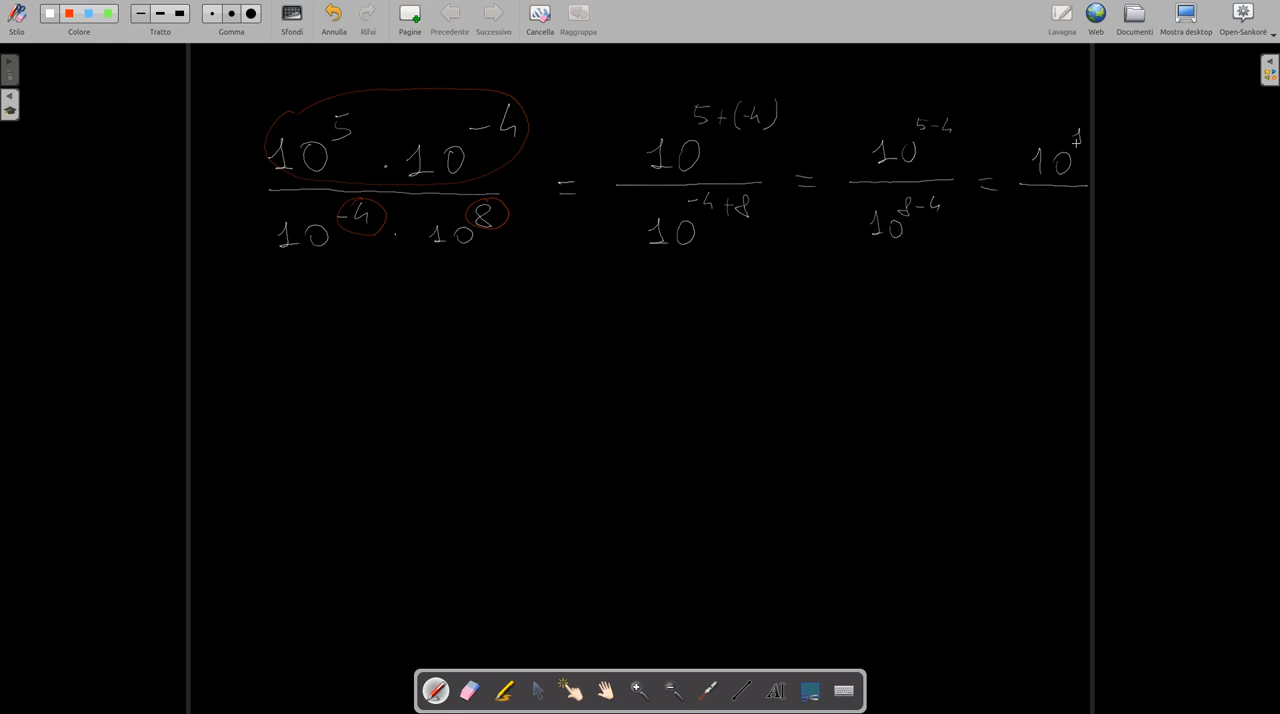 Stilo Colore Tratto Gomma Sfondi Annulla Rifai Pagine Precedente Successivo Cancella Raggruppa Lavagna Web Documenti Mostra desktop Open-Sankoré
10^5 · 10^-4 / 10^-4 · 10^8 = 10^5+(-4) / 10^-4+8 = 10^5-4 / 10^8-4 = 10^1
AI